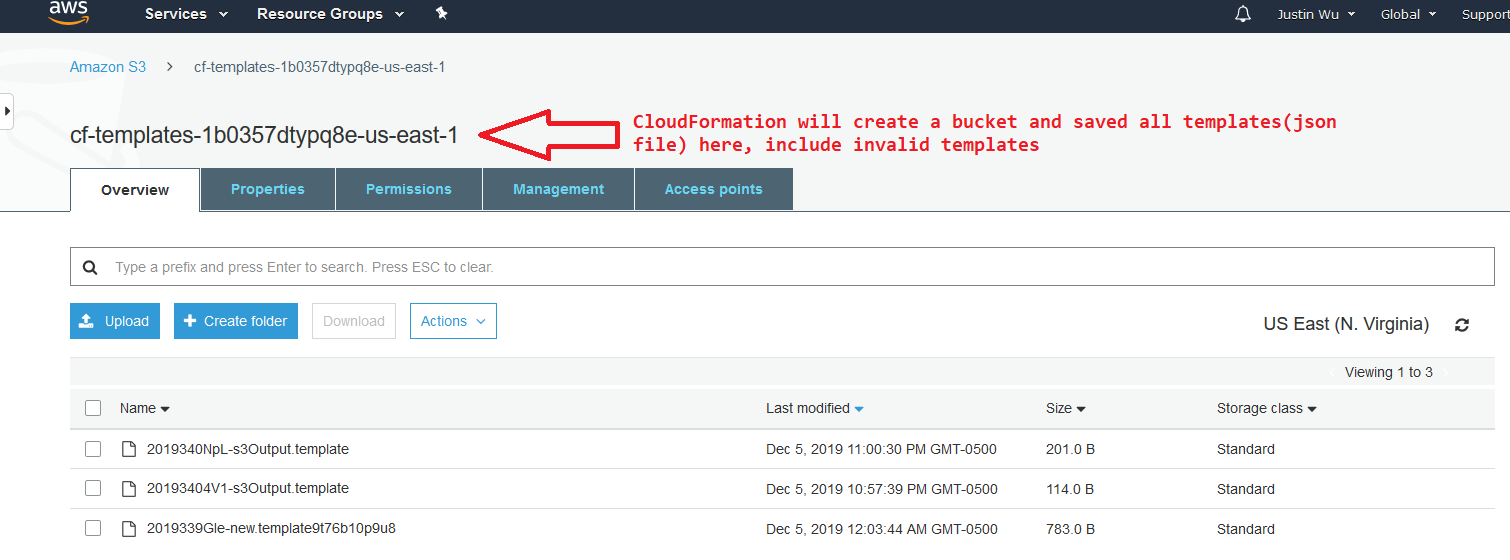 aws Services Resource Groups Justin Wu Global Support
Amazon S3 > cf-templates-1b0357dtypq8e-us-east-1
cf-templates-1b0357dtypq8e-us-east-1
CloudFormation will create a bucket and saved all templates(json
file) here, include invalid templates
Overview Properties Permissions Management Access points
Type a prefix and press Enter to search. Press ESC to clear.
Upload Create folder Download Actions US East (N. Virginia)
Viewing 1 to 3
Name Last modified Size Storage class
2019340NpL-s3Output.template Dec 5, 2019 11:00:30 PM GMT-0500 201.0 B Standard
20193404V1-s3Output.template Dec 5, 2019 10:57:39 PM GMT-0500 114.0 B Standard
2019339Gle-new.template9t76b10p9u8 Dec 5, 2019 12:03:44 AM GMT-0500 783.0 B Standard